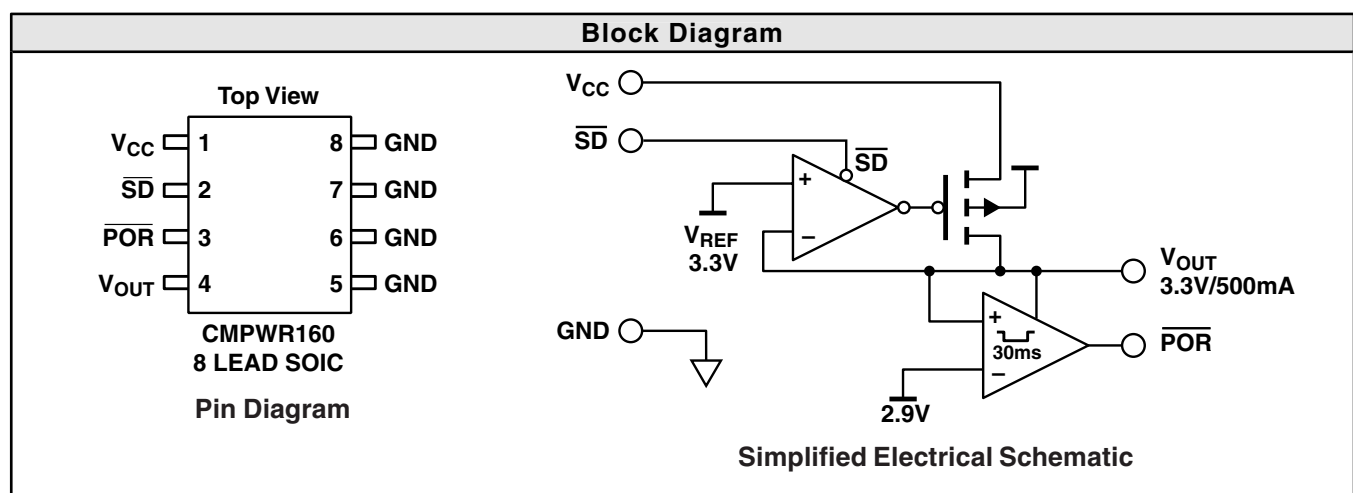 Block Diagram
Top View
VCC 1 8 GND
SD 2 7 GND
POR 3 6 GND
VOUT 4 5 GND
CMPWR160
8 LEAD SOIC
Pin Diagram
VCC
SD
SD
+
−
VREF
3.3V
VOUT
3.3V/500mA
GND
+
30ms
−
POR
2.9V
Simplified Electrical Schematic